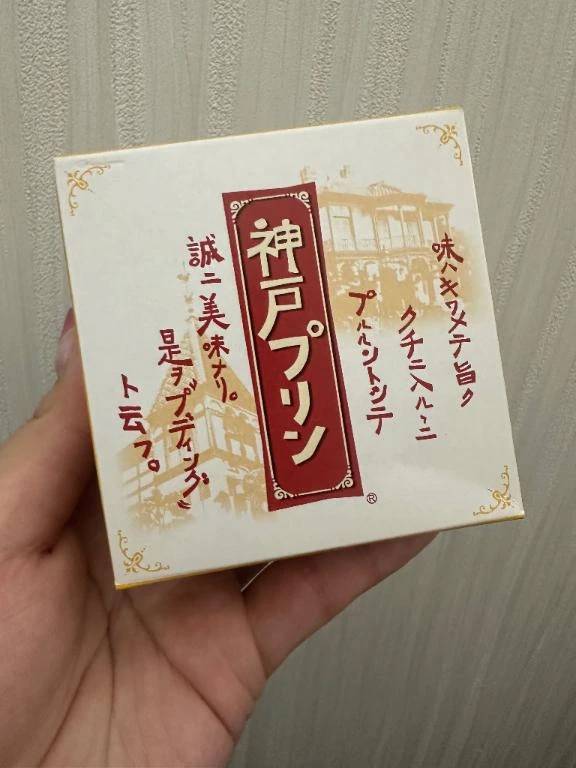 味ハキワメテ旨ク
クチニ入ルヽニ
プルルントシテ
神戸プリン
®
誠ニ美味ナリ。
是ヲ〝プディング〟
ト云フ。